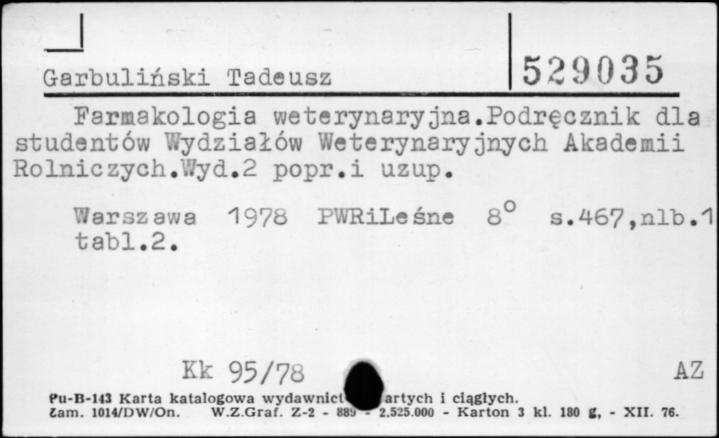 Garbuliński Tadeusz 529035
Farmakologia weterynaryjna.Podręcznik dla
studentów Wydziałów Weterynaryjnych Akademii
Rolniczych.Wyd.2 popr.i uzup.
Warszawa 1978 PWRiLeśne 8° s.467,nlb.1
tabl.2.
Kk 95/78 AZ
Pu-B-143 Karta katalogowa wydawnict artych i ciągłych.
Zam. 1014/DW/On. W.Z.Graf. Z-2 - 889 - 2.525.000 - Karton 3 kl. 180 g, - XII. 76.